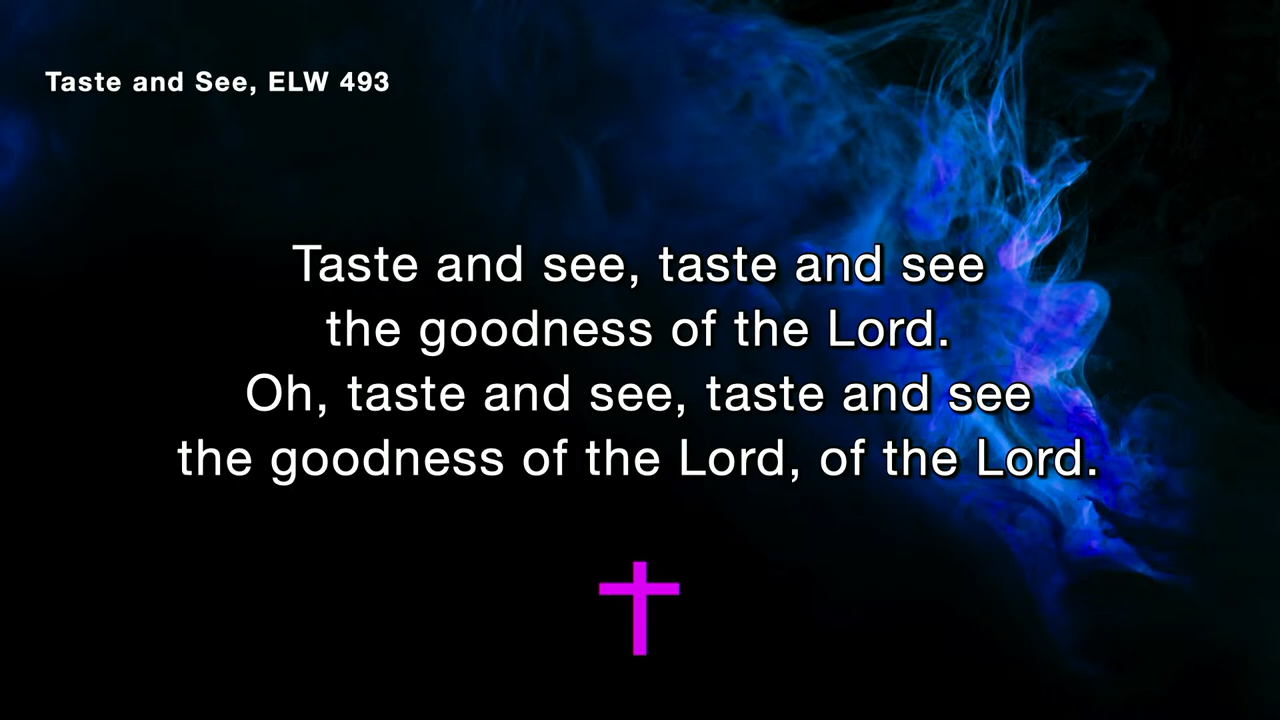 Taste and See, ELW 493
Taste and see, taste and see
the goodness of the Lord.
Oh, taste and see, taste and see
the goodness of the Lord, of the Lord.